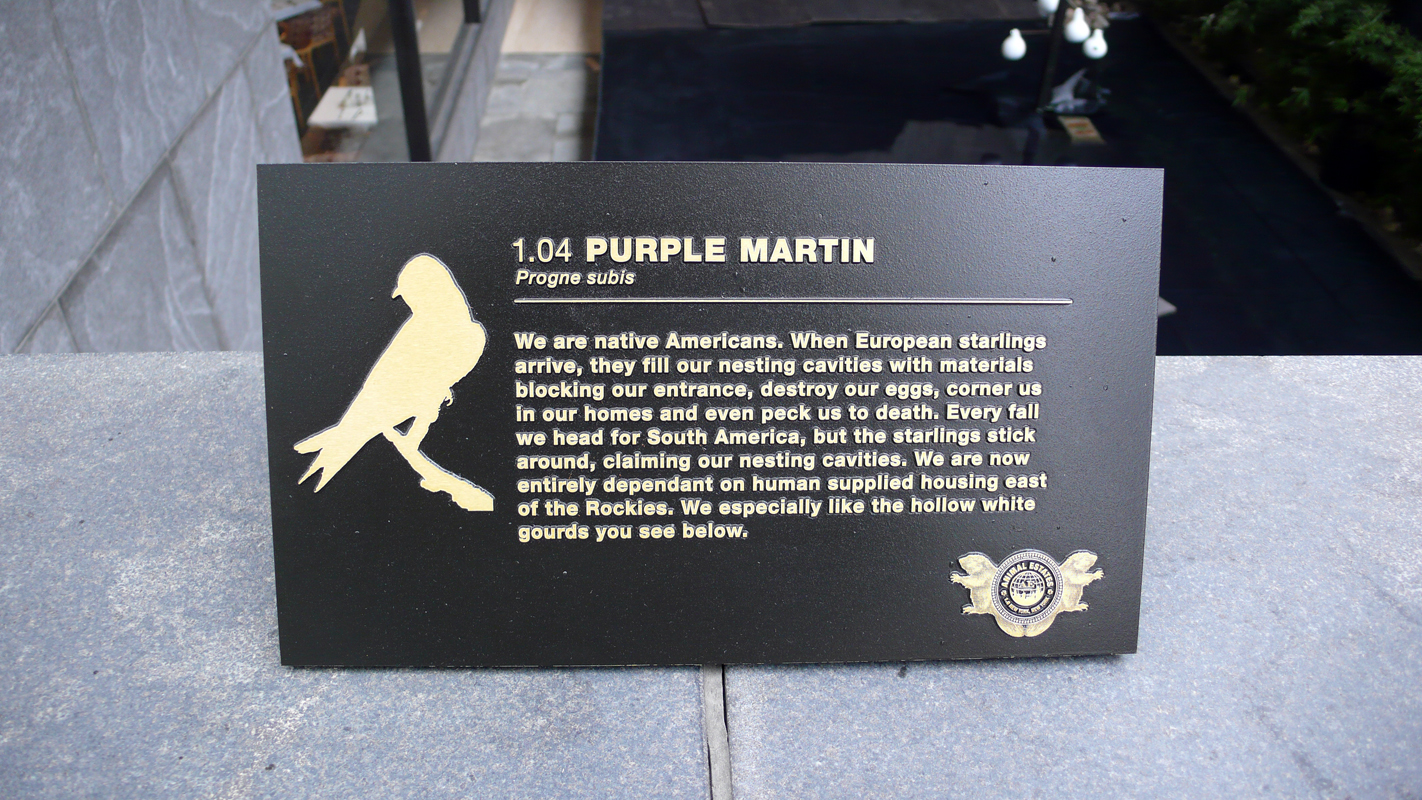 1.04 PURPLE MARTIN
Progne subis
We are native Americans. When European starlings
arrive, they fill our nesting cavities with materials
blocking our entrance, destroy our eggs, corner us
in our homes and even peck us to death. Every fall
we head for South America, but the starlings stick
around, claiming our nesting cavities. We are now
entirely dependant on human supplied housing east
of the Rockies. We especially like the hollow white
gourds you see below.
ANIMAL ESTATES